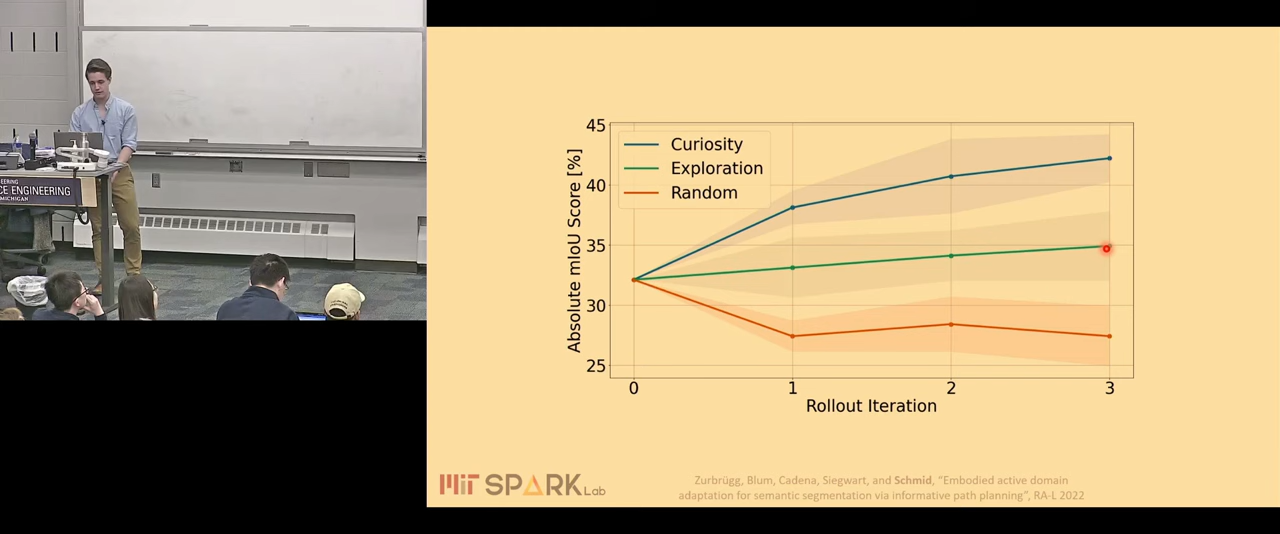 CE ENGINEERING
MICHIGAN
45
40
35
30
25
Absolute mIoU Score [%]
Curiosity
Exploration
Random
0 1 2 3
Rollout Iteration
MIT SPARK Lab
Zurbrügg, Blum, Cadena, Siegwart, and Schmid, “Embodied active domain
adaptation for semantic segmentation via informative path planning”, RA-L 2022